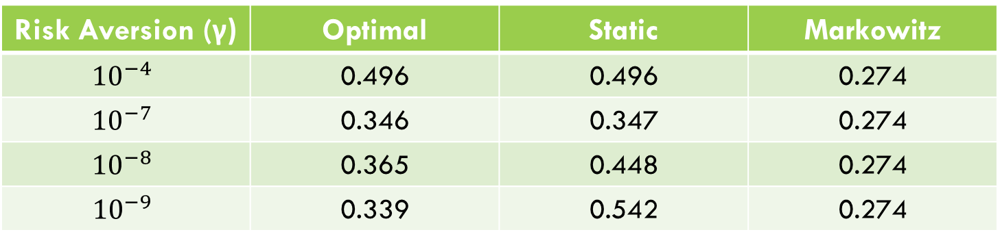 Risk Aversion (γ) Optimal Static Markowitz
10⁻⁴ 0.496 0.496 0.274
10⁻⁷ 0.346 0.347 0.274
10⁻⁸ 0.365 0.448 0.274
10⁻⁹ 0.339 0.542 0.274